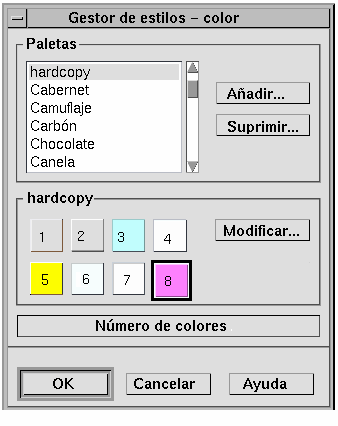 Gestor de estilos – color
Paletas
hardcopy
Cabernet
Camuflaje
Carbón
Chocolate
Canela
Añadir...
Suprimir...
hardcopy
1 2 3 4
Modificar...
5 6 7 8
Número de colores
OK Cancelar Ayuda